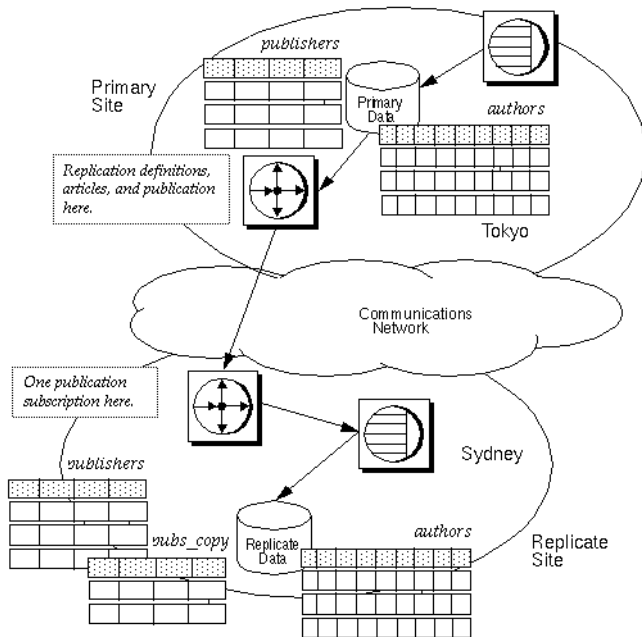 publishers
Primary
Site
Primary
Data
authors
Replication definitions,
articles, and publication
here.
Tokyo
Communications
Network
One publication
subscription here.
Sydney
publishers
pubs_copy
Replicate
Data
authors
Replicate
Site